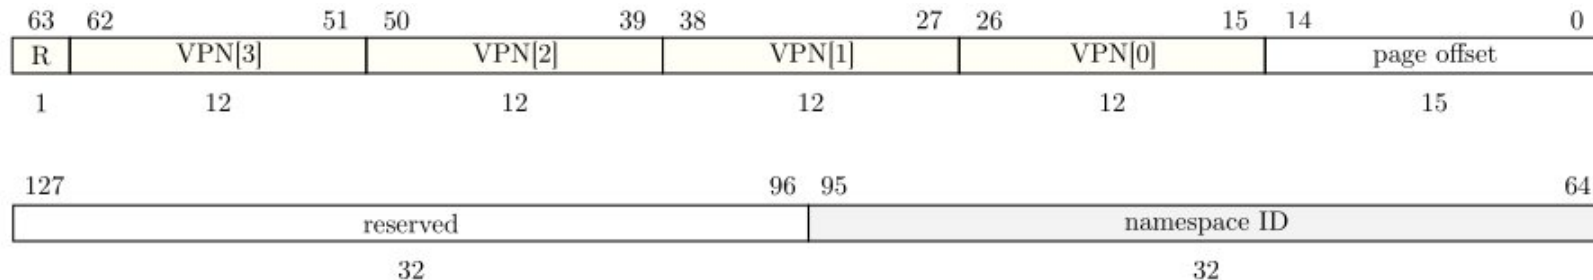 63 62 51 50 39 38 27 26 15 14 0
R VPN[3] VPN[2] VPN[1] VPN[0] page offset
1 12 12 12 12 15
127 96 95 64
reserved namespace ID
32 32